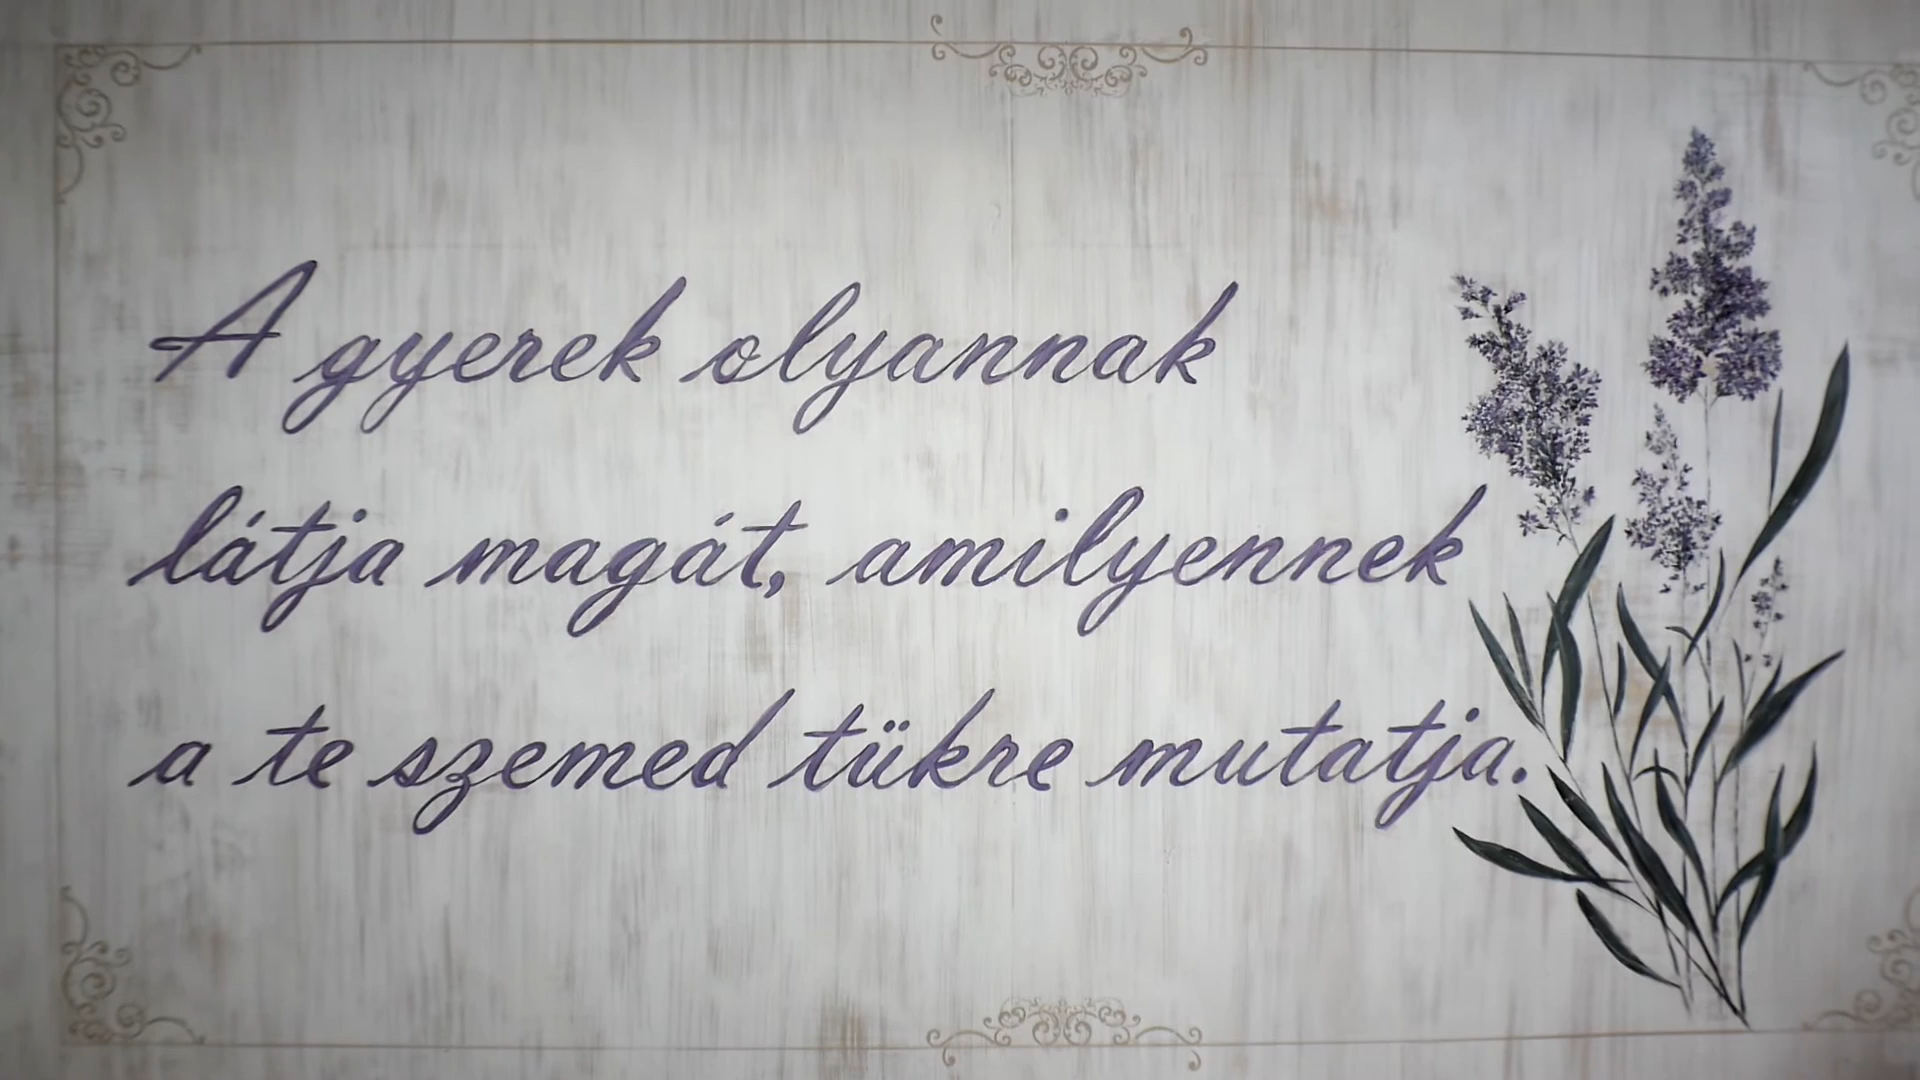 A gyerek olyannak
látja magát, amilyennek
a te szemed tükre mutatja.